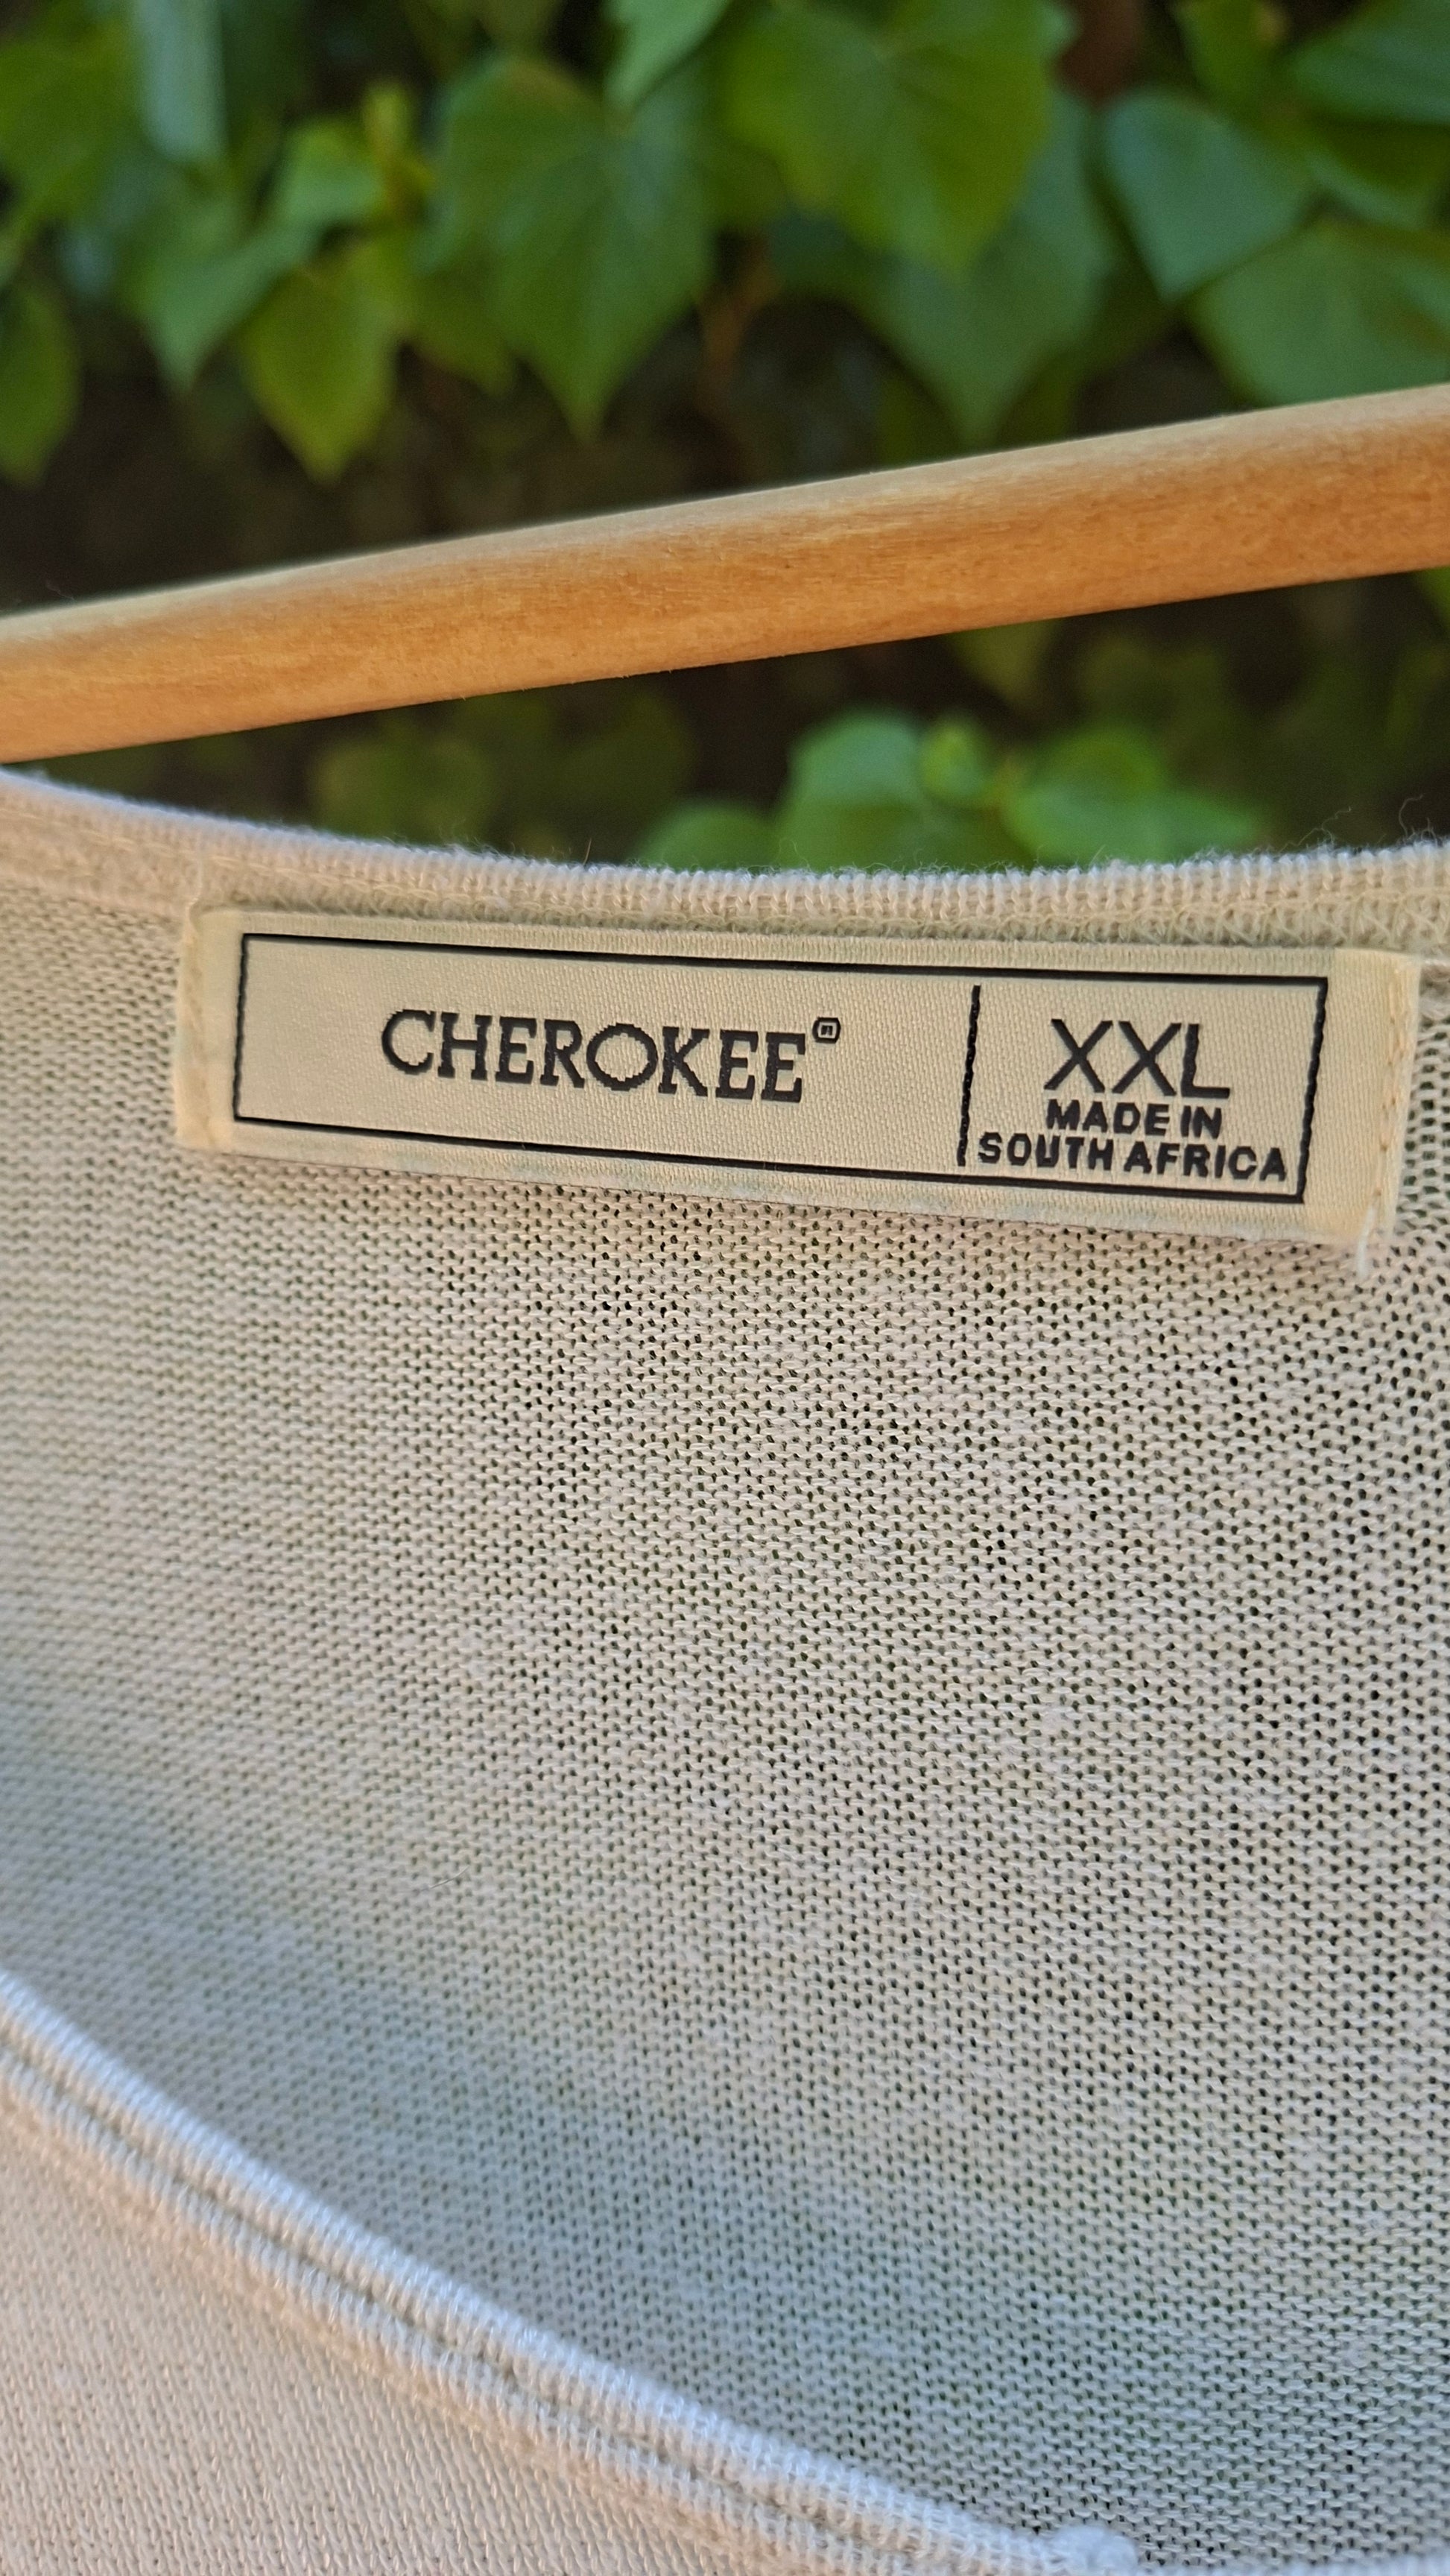 CHEROKEE®
XXL
MADE IN
SOUTH AFRICA